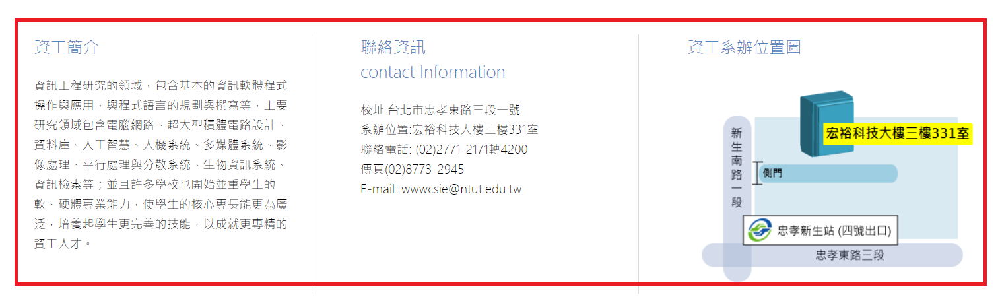 資工簡介
資訊工程研究的領域，包含基本的資訊軟體程式
操作與應用，與程式語言的規劃與撰寫等，主要
研究領域包含電腦網路、超大型積體電路設計、
資料庫、人工智慧、人機系統、多媒體系統、影
像處理、平行處理與分散系統、生物資訊系統、
資訊檢索等；並且許多學校也開始並重學生的
軟、硬體專業能力，使學生的核心專長能更為廣
泛，培養起學生更完善的技能，以成就更專精的
資工人才。
聯絡資訊
contact Information
校址:台北市忠孝東路三段一號
系辦位置:宏裕科技大樓三樓331室
聯絡電話: (02)2771-2171轉4200
傳真(02)8773-2945
E-mail: wwwcsie@ntut.edu.tw
資工系辦位置圖
宏裕科技大樓三樓331室
新生南路一段
側門
忠孝新生站 (四號出口)
忠孝東路三段